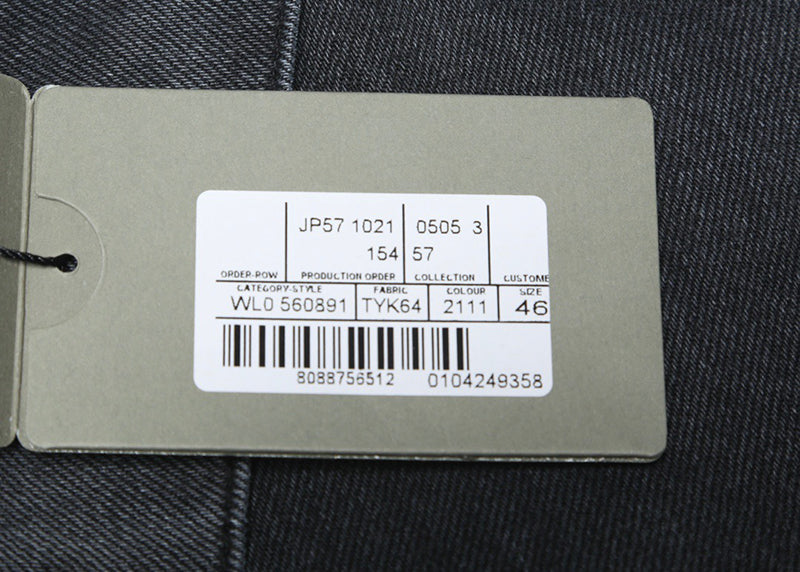 JP57 1021 0505 3
154 57
ORDER-ROW PRODUCTION ORDER COLLECTION CUSTOME
CATEGORY-STYLE FABRIC COLOUR SIZE
WL0 560891 TYK64 2111 46
8088756512 0104249358